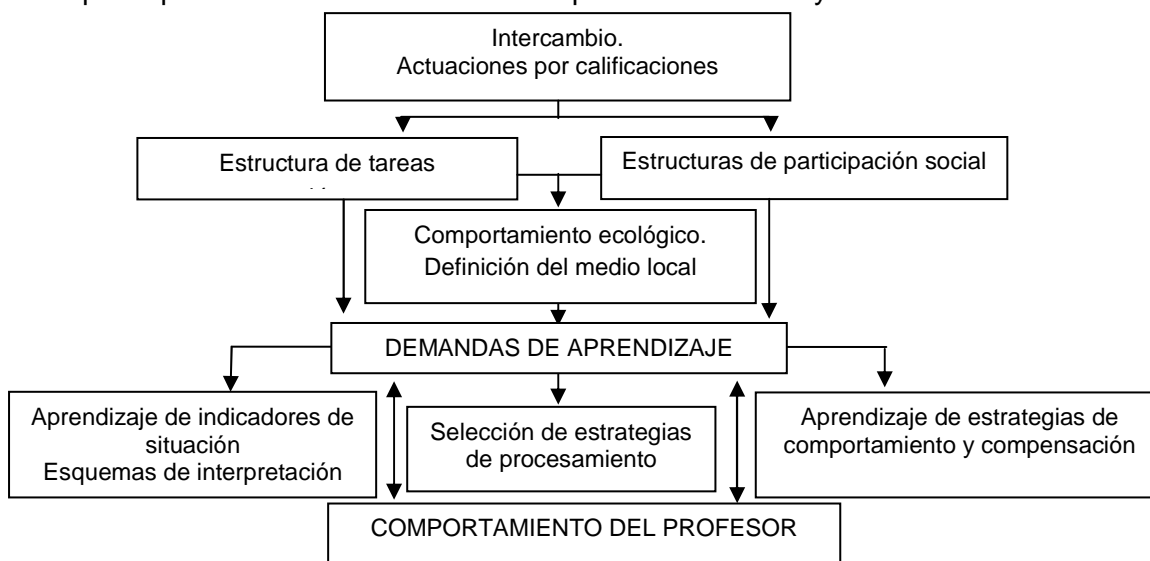 Intercambio.
Actuaciones por calificaciones
Estructura de tareas
Estructuras de participación social
Comportamiento ecológico.
Definición del medio local
DEMANDAS DE APRENDIZAJE
Aprendizaje de indicadores de
situación
Esquemas de interpretación
Selección de estrategias
de procesamiento
Aprendizaje de estrategias de
comportamiento y compensación
COMPORTAMIENTO DEL PROFESOR